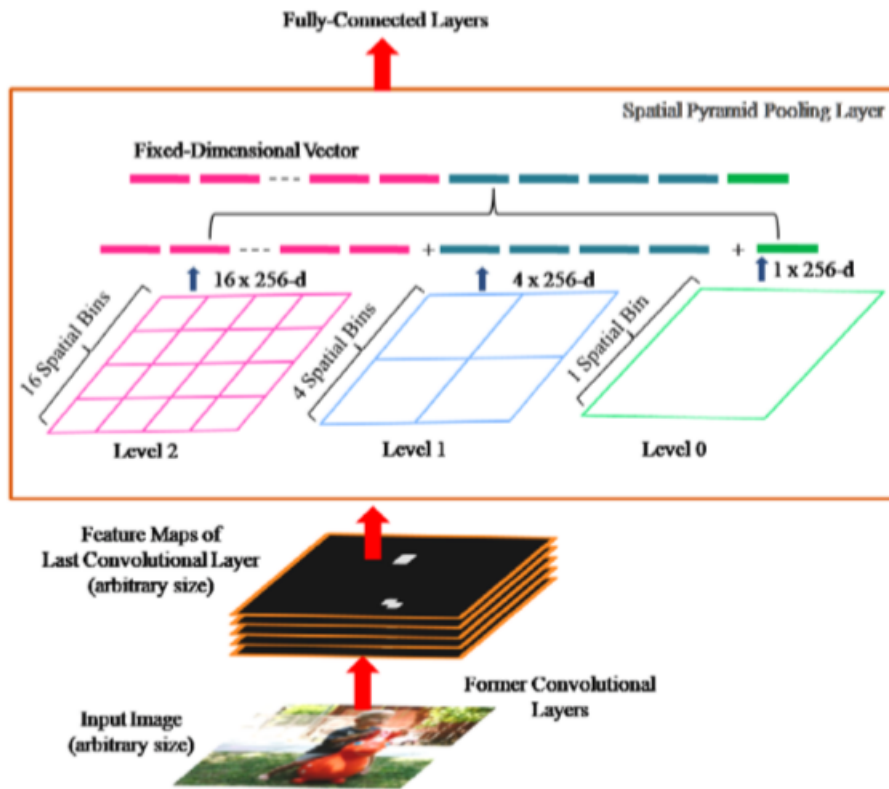 Fully-Connected Layers
Spatial Pyramid Pooling Layer
Fixed-Dimensional Vector
16 x 256-d
4 x 256-d
1 x 256-d
16 Spatial Bins
4 Spatial Bins
1 Spatial Bin
Level 2
Level 1
Level 0
Feature Maps of
Last Convolutional Layer
(arbitrary size)
Former Convolutional
Layers
Input Image
(arbitrary size)